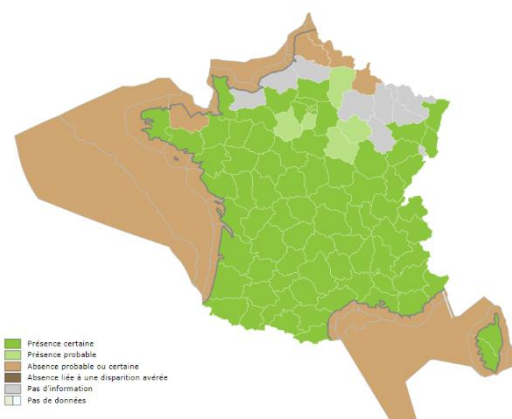 Présence certaine
Présence probable
Absence probable ou certaine
Absence liée à une disparition avérée
Pas d'information
Pas de données